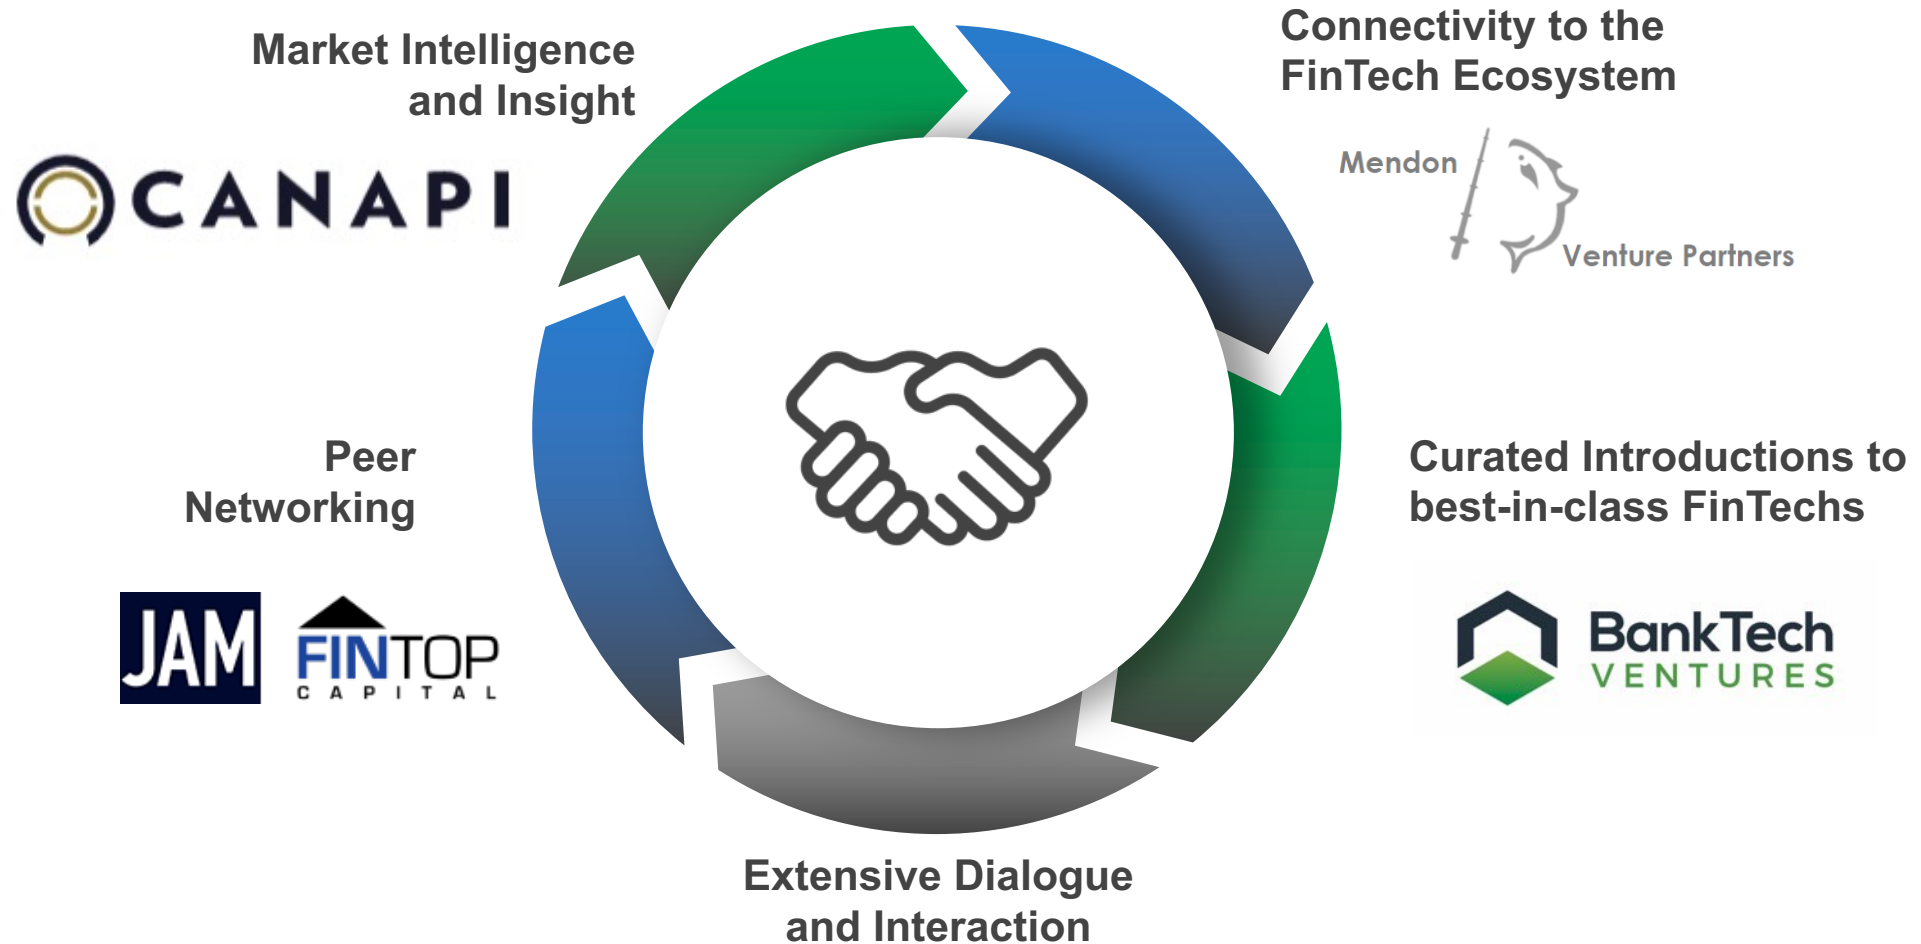 Market Intelligence
and Insight
CANAPI
Connectivity to the
FinTech Ecosystem
Mendon
Venture Partners
Peer
Networking
JAM
FINTOP
CAPITAL
Curated Introductions to
best-in-class FinTechs
BankTech
VENTURES
Extensive Dialogue
and Interaction